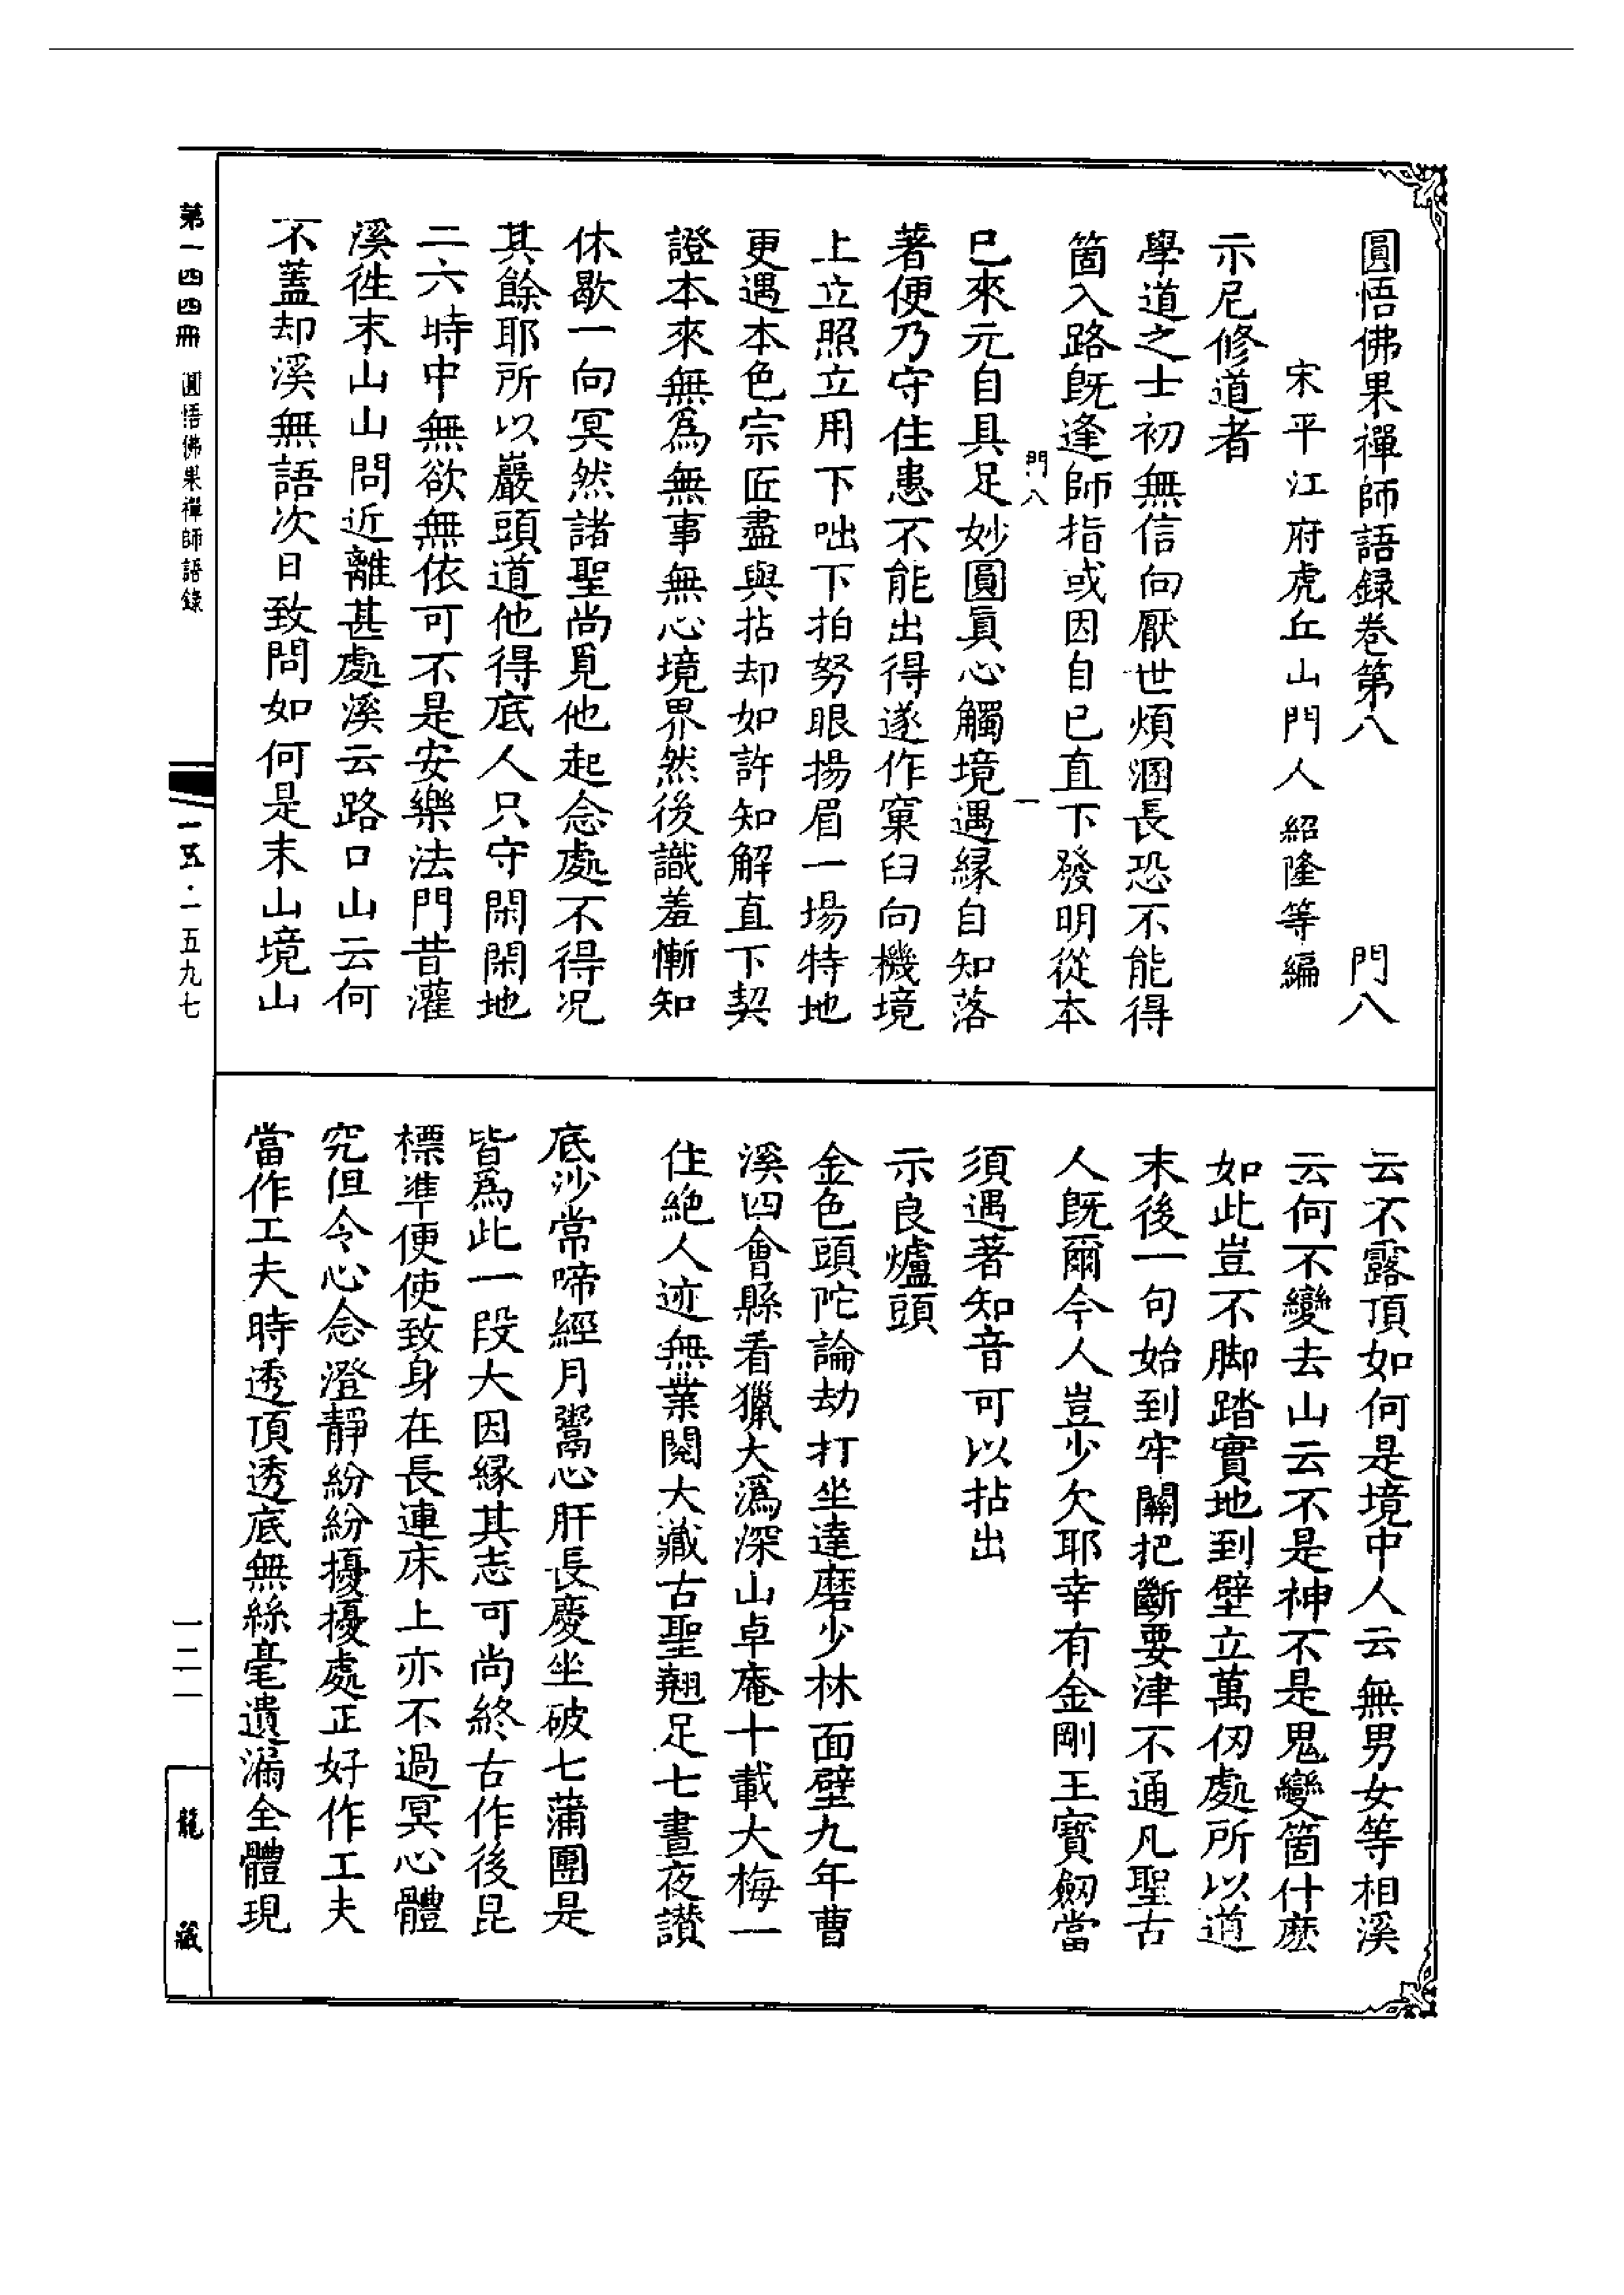 圓悟佛果禪師語録卷第八　門八
宋平江府虎丘山門人紹隆等編
示尼修道者
學道之士初無信向厭世煩溷長恐不能得
箇入路旣逢師指或因自已直下發明從本
門八　一
巳來元自具足妙圓眞心觸境遇緣自知落
著便乃守住患不能出得遂作窠臼向機境
上立照立用下咄下拍努眼揚眉一場特地
更遇本色宗匠盡與拈却如許知解直下契
證本來無爲無事無心境界然後識羞慚知
休歇一向冥然諸聖尚覓他起念處不得况
其餘耶所以巖頭道他得底人只守閑閑地
二六時中無欲無依可不是安樂法門昔灌
溪徃末山山問近離甚處溪云路口山云何
不蓋却溪無語次日致問如何是末山境山
云不露頂如何是境中人云無男女等相溪
云何不變去山云不是神不是鬼變箇什麽
如此豈不脚踏實地到壁立萬仞處所以道
末後一句始到牢關把斷要津不通凡聖古
人旣爾今人豈少欠耶幸有金剛王寳劒當
須遇著知音可以拈出
示良爐頭
金色頭陀論劫打坐達磨少林面壁九年曹
溪四會縣看獵大潙深山卓庵十載大梅一
住絶人迹無業閲大藏古聖翹足七晝夜讃
底沙常啼經月鬻心肝長慶坐破七蒲團是
皆爲此一段大因緣其志可尚終古作後昆
標準便使致身在長連床上亦不過冥心體
究但令心念澄靜紛紛擾擾處正好作工夫
當作工夫時透頂透底無絲毫遺漏全體現
第一四四冊　圓悟佛果禪師語錄
一五·一五九七
一二一
龍藏